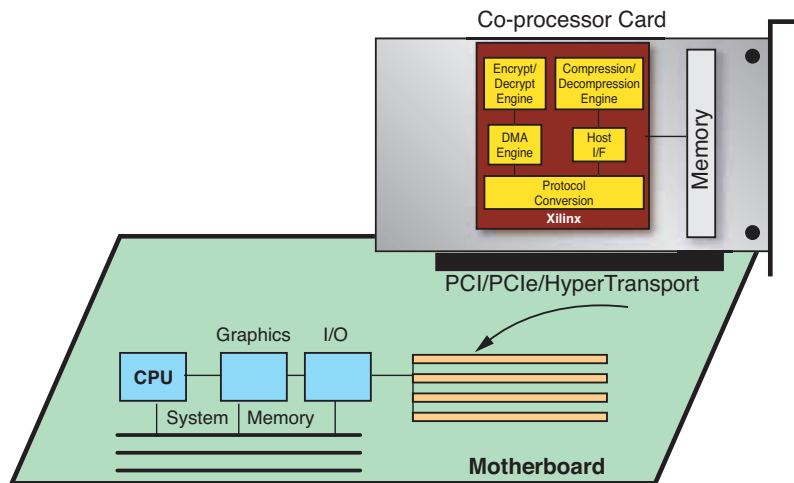 Co-processor Card
Encrypt/
Decrypt
Engine
Compression/
Decompression
Engine
DMA
Engine
Host
I/F
Protocol
Conversion
Xilinx
Memory
PCI/PCIe/HyperTransport
Graphics
I/O
CPU
System
Memory
Motherboard